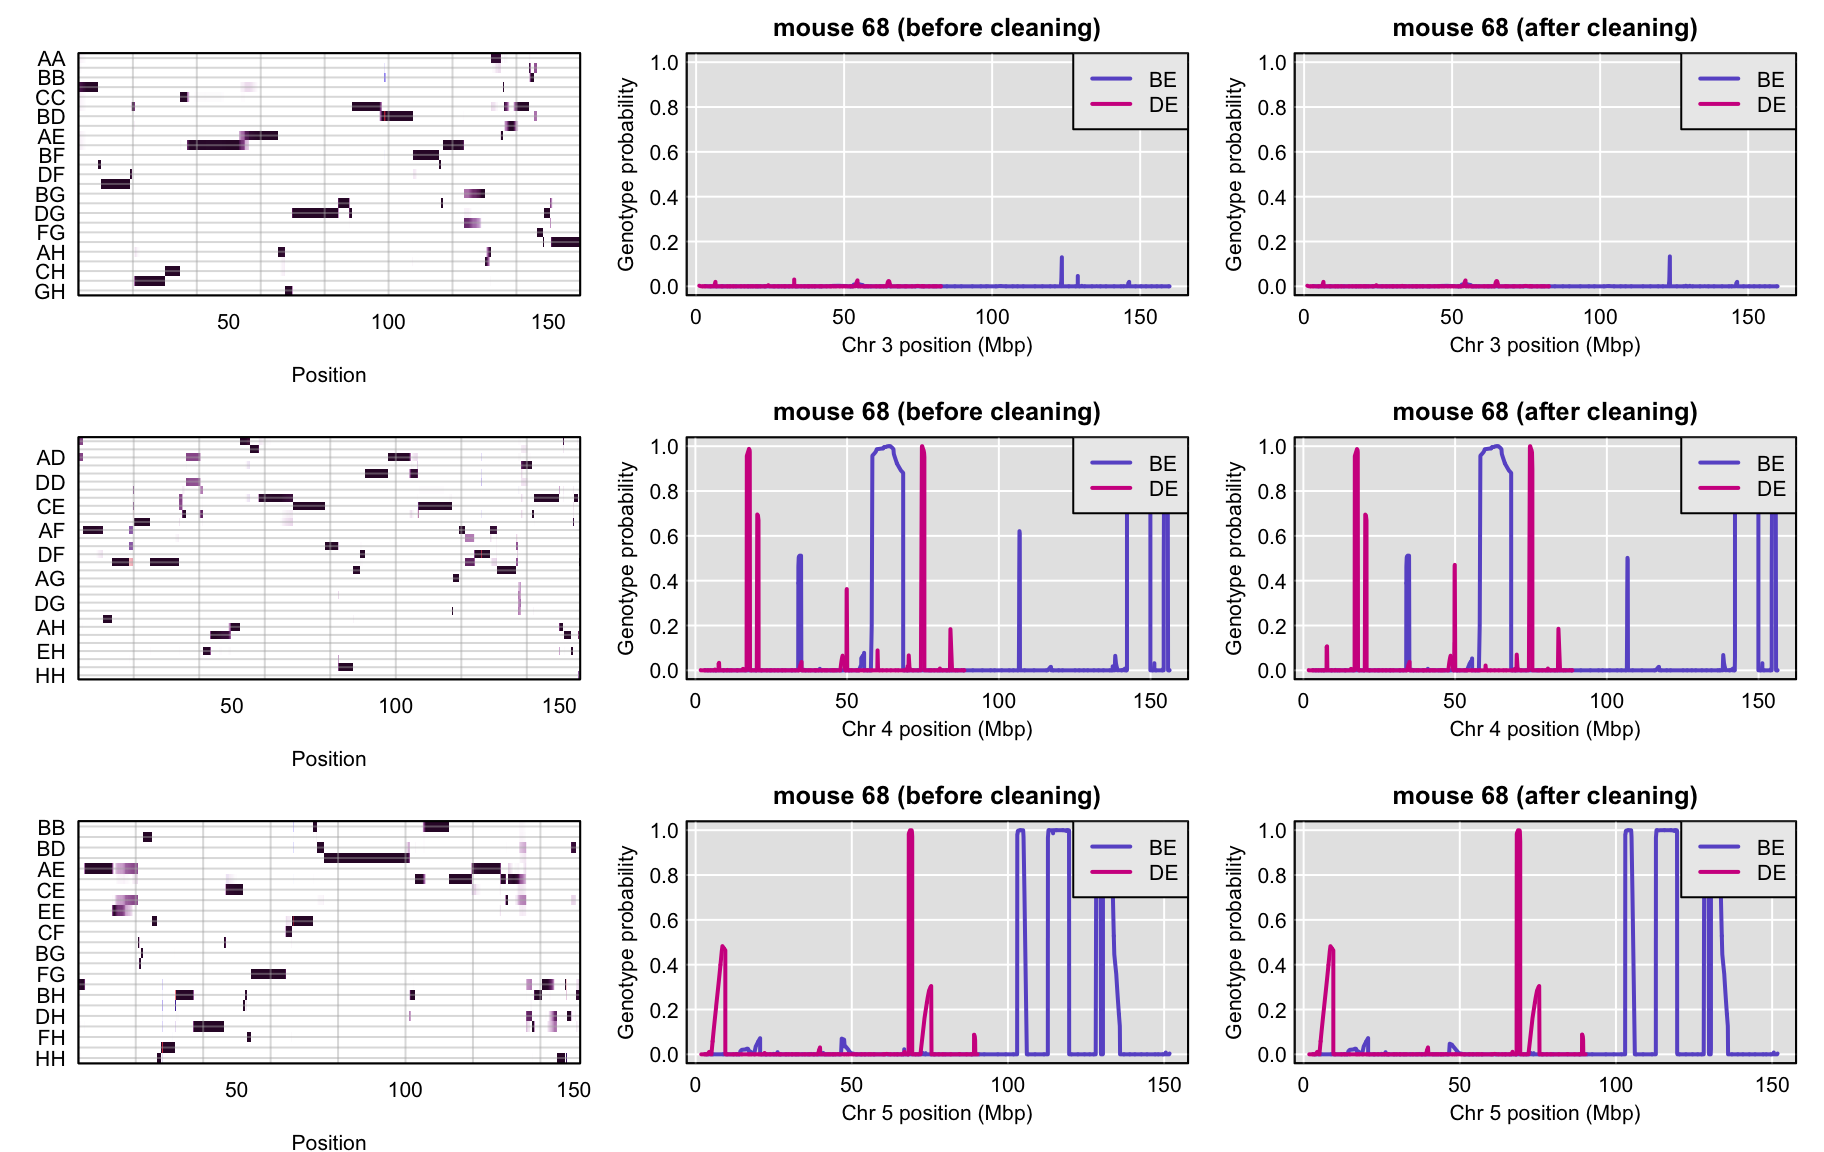 AA
BB
CC
BD
AE
BF
DF
BG
DG
FG
AH
CH
GH
50 100 150
Position
mouse 68 (before cleaning)
Genotype probability
1.0
0.8
0.6
0.4
0.2
0.0
BE
DE
0 50 100 150
Chr 3 position (Mbp)
mouse 68 (after cleaning)
Genotype probability
1.0
0.8
0.6
0.4
0.2
0.0
BE
DE
0 50 100 150
Chr 3 position (Mbp)
AD
DD
CE
AF
DF
AG
DG
AH
EH
HH
50 100 150
Position
mouse 68 (before cleaning)
Genotype probability
1.0
0.8
0.6
0.4
0.2
0.0
BE
DE
0 50 100 150
Chr 4 position (Mbp)
mouse 68 (after cleaning)
Genotype probability
1.0
0.8
0.6
0.4
0.2
0.0
BE
DE
0 50 100 150
Chr 4 position (Mbp)
BB
BD
AE
CE
EE
CF
BG
FG
BH
DH
FH
HH
50 100 150
Position
mouse 68 (before cleaning)
Genotype probability
1.0
0.8
0.6
0.4
0.2
0.0
BE
DE
0 50 100 150
Chr 5 position (Mbp)
mouse 68 (after cleaning)
Genotype probability
1.0
0.8
0.6
0.4
0.2
0.0
BE
DE
0 50 100 150
Chr 5 position (Mbp)